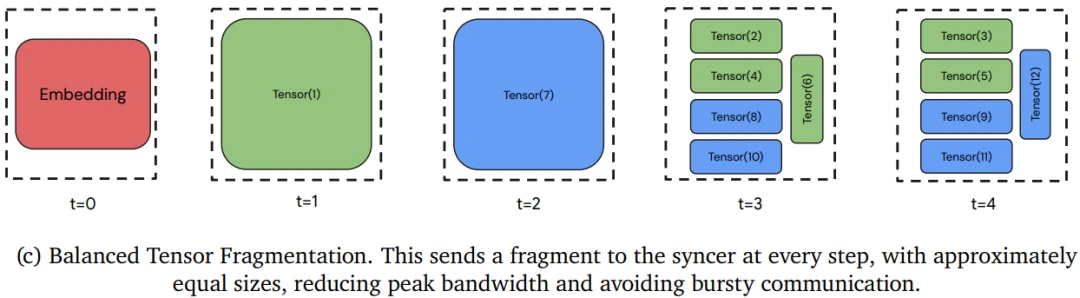 Embedding
Tensor(1)
Tensor(7)
Tensor(2)
Tensor(4)
Tensor(8)
Tensor(10)
Tensor(6)
Tensor(3)
Tensor(5)
Tensor(9)
Tensor(11)
Tensor(12)
t=0
t=1
t=2
t=3
t=4
(c) Balanced Tensor Fragmentation. This sends a fragment to the syncer at every step, with approximately
equal sizes, reducing peak bandwidth and avoiding bursty communication.